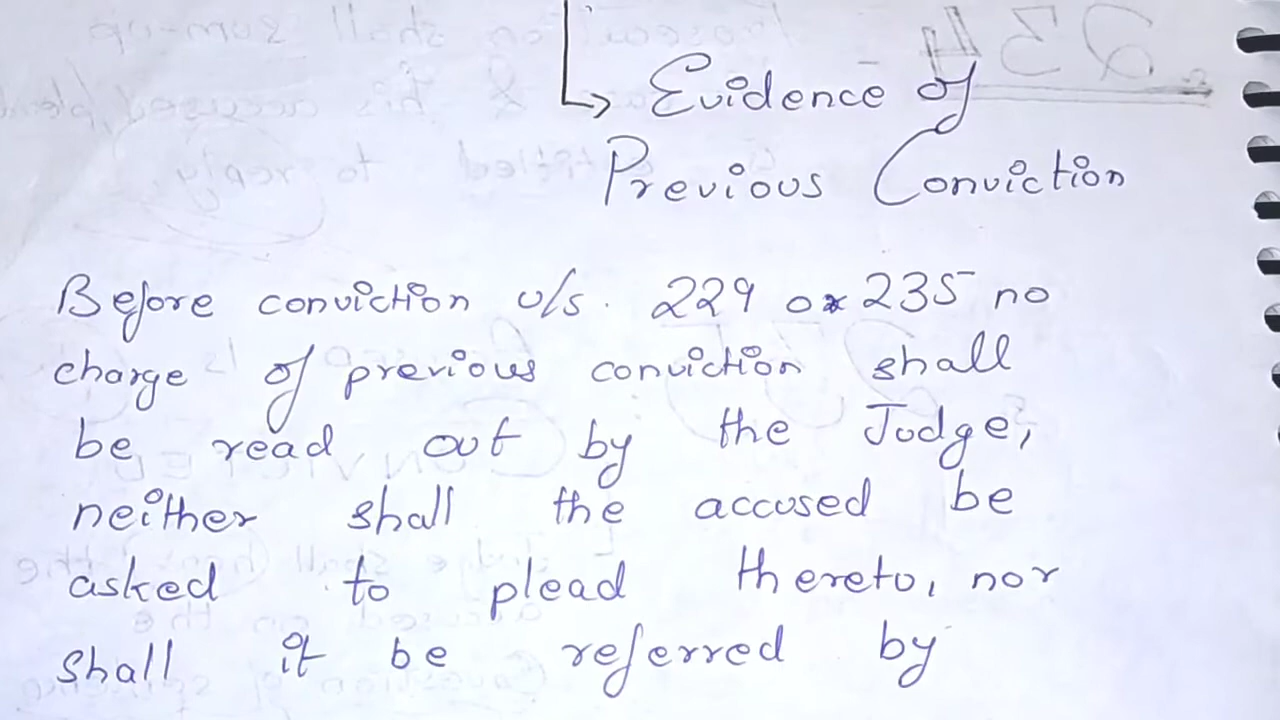 ↳ Evidence of
Previous Conviction
Before conviction u/s. 229 or 235 no
charge of previous conviction shall
be read out by the Judge,
neither shall the accused be
asked to plead thereto, nor
shall it be referred by